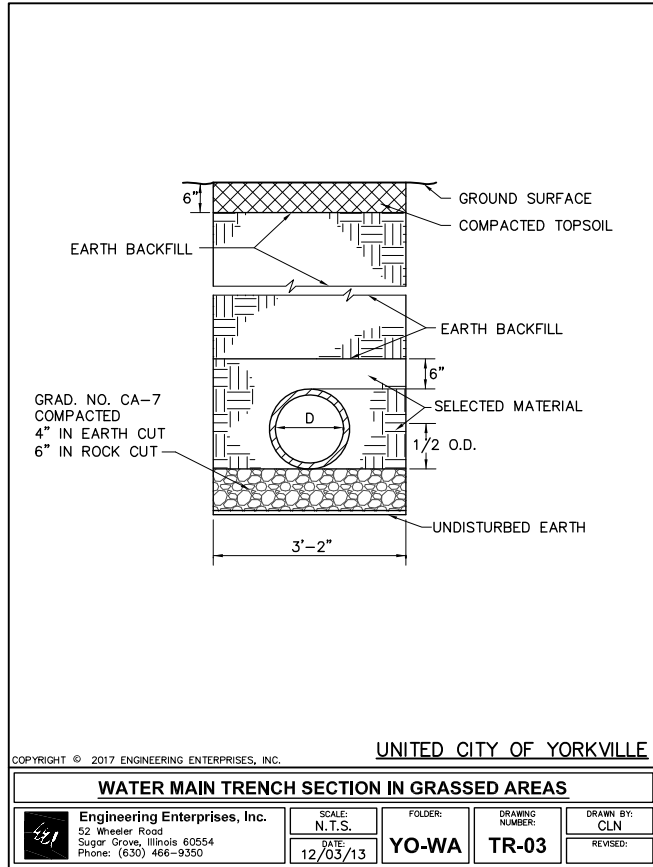 6"
GROUND SURFACE
COMPACTED TOPSOIL
EARTH BACKFILL
EARTH BACKFILL
6"
GRAD. NO. CA-7
COMPACTED
4" IN EARTH CUT
6" IN ROCK CUT
D
SELECTED MATERIAL
1/2 O.D.
UNDISTURBED EARTH
3'-2"
COPYRIGHT © 2017 ENGINEERING ENTERPRISES, INC.
UNITED CITY OF YORKVILLE
WATER MAIN TRENCH SECTION IN GRASSED AREAS
Engineering Enterprises, Inc.
52 Wheeler Road
Sugar Grove, Illinois 60554
Phone: (630) 466-9350
SCALE:
N.T.S.
DATE:
12/03/13
FOLDER:
YO-WA
DRAWING
NUMBER:
TR-03
DRAWN BY:
CLN
REVISED: